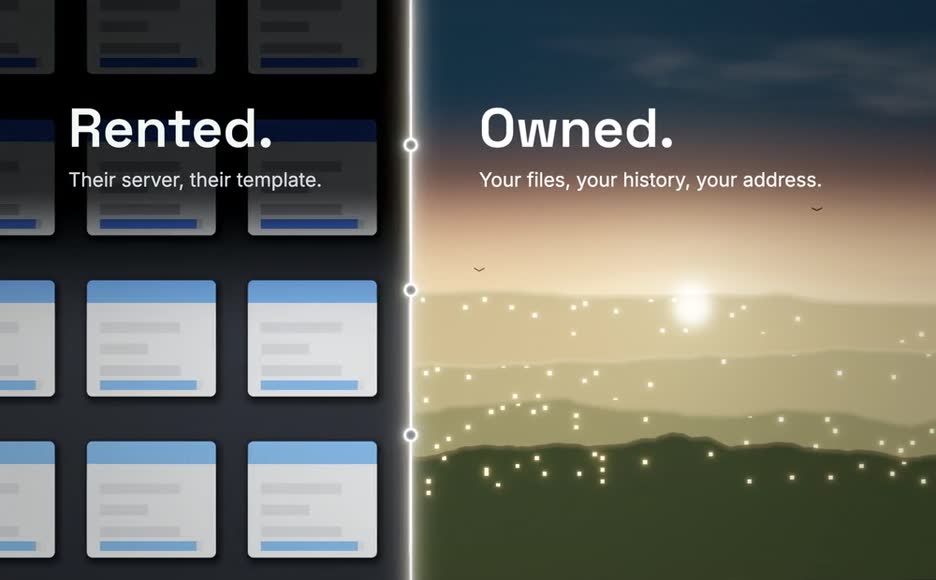 Rented.
Their server, their template.
Owned.
Your files, your history, your address.